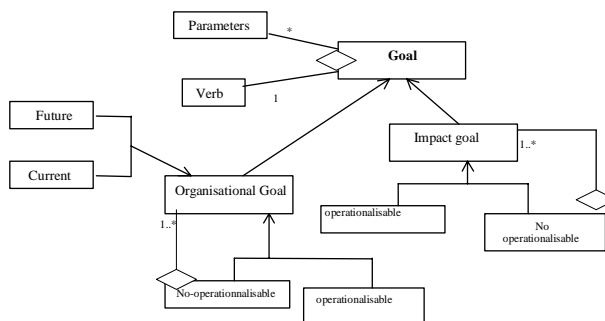 Parameters
*
Goal
Verb
1
Future
Current
Impact goal
1..*
Organisational Goal
1..*
operationalisable
No
operationalisable
No-operationnalisable
operationalisable